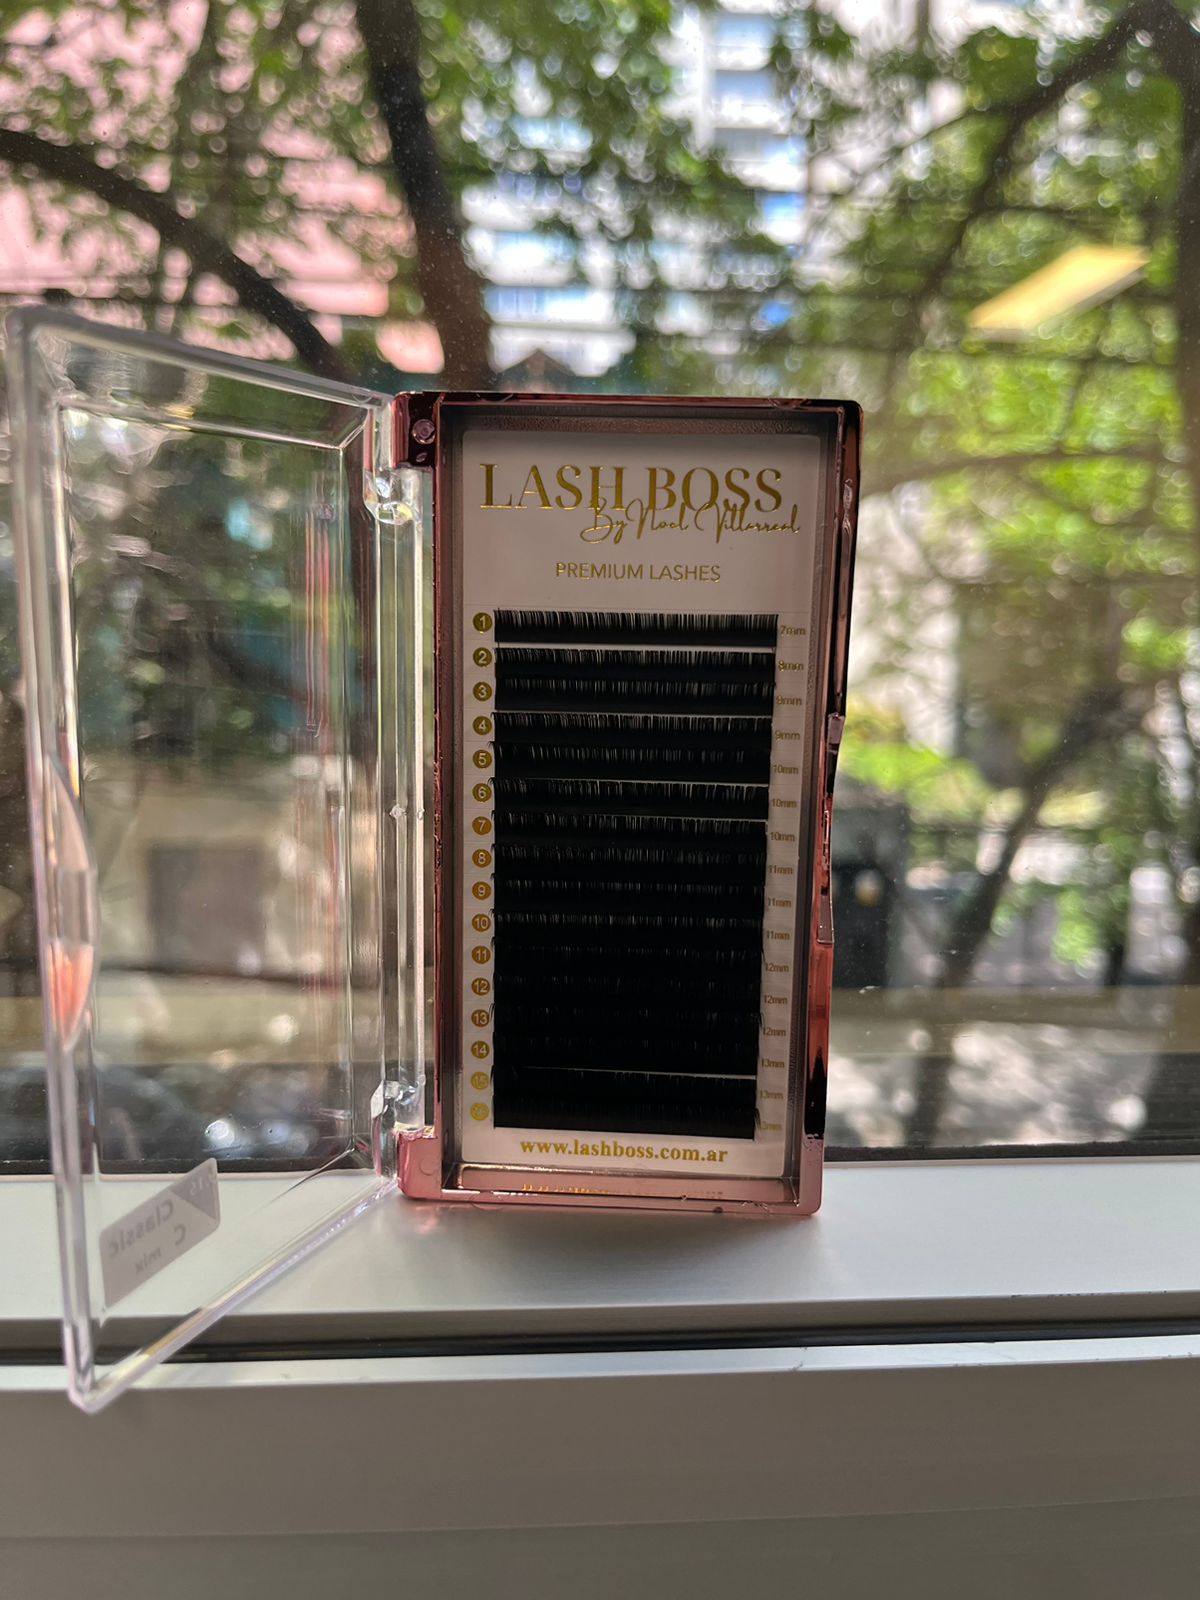 LASH BOSS
By Nool Villarreal
PREMIUM LASHES
1 7mm
2 8mm
3 9mm
4 9mm
5 10mm
6 10mm
7 10mm
8 11mm
9 11mm
10 11mm
11 12mm
12 12mm
13 12mm
14 13mm
15 13mm
16
www.lashboss.com.ar
Classic
C mix